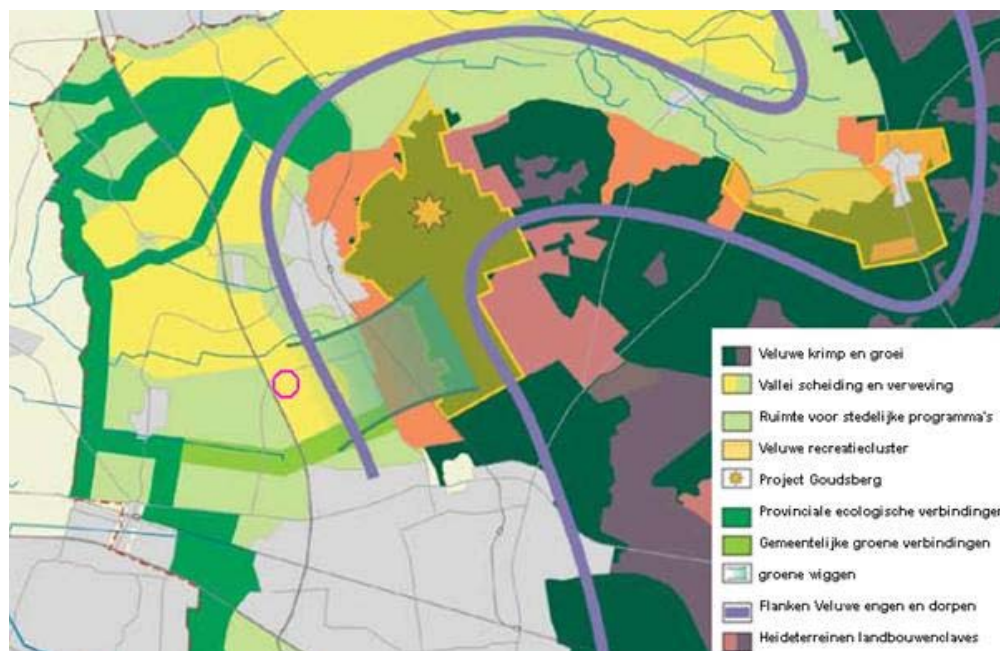 Veluwe krimp en groei
Vallei scheiding en verweving
Ruimte voor stedelijke programma's
Veluwe recreatiecluster
Project Goudsberg
Provinciale ecologische verbindingen
Gemeentelijke groene verbindingen
groene wiggen
Flanken Veluwe engen en dorpen
Heideterreinen landbouwenclaves